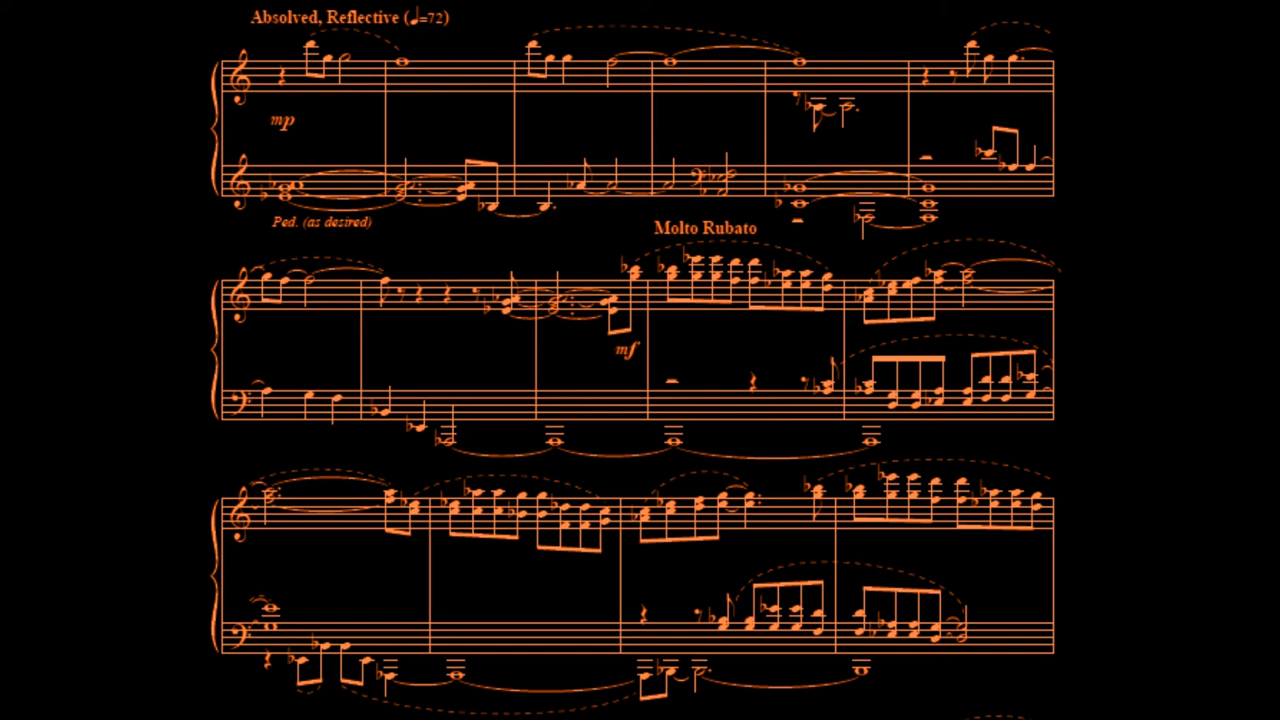 Absolved, Reflective (♩=72)
mp
Ped. (as desired)
Molto Rubato
mf